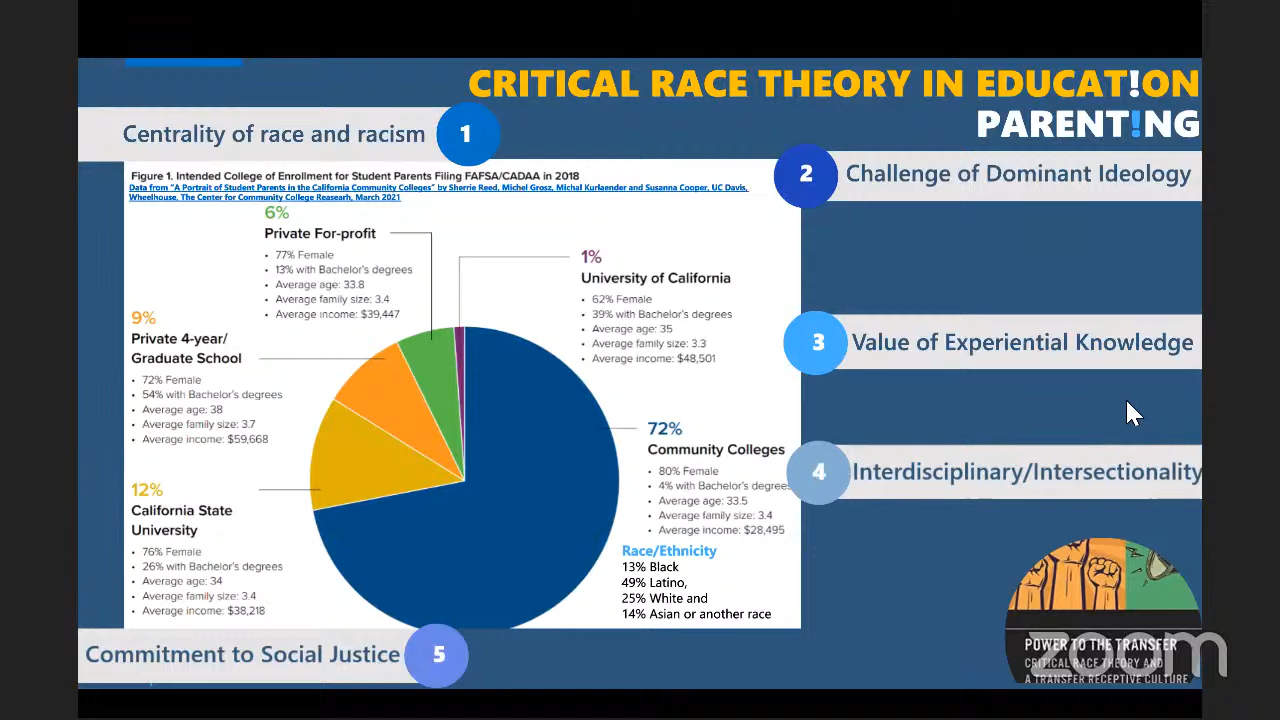 CRITICAL RACE THEORY IN EDUCAT!ON
PARENT!NG
Centrality of race and racism
1
2
Challenge of Dominant Ideology
Figure 1. Intended College of Enrollment for Student Parents Filing FAFSA/CADAA in 2018
Data from "A Portrait of Student Parents in the California Community Colleges" by Sherrie Reed, Michel Grosz, Michal Kurlaender and Susanna Cooper, UC Davis,
Wheelhouse, The Center for Community College Reasearh, March 2021
6%
Private For-profit
• 77% Female
• 13% with Bachelor's degrees
• Average age: 33.8
• Average family size: 3.4
• Average income: $39,447
1%
University of California
• 62% Female
• 39% with Bachelor's degrees
• Average age: 35
• Average family size: 3.3
• Average income: $48,501
9%
Private 4-year/
Graduate School
• 72% Female
• 54% with Bachelor's degrees
• Average age: 38
• Average family size: 3.7
• Average income: $59,668
3
Value of Experiential Knowledge
72%
Community Colleges
• 80% Female
• 4% with Bachelor's degrees
• Average age: 33.5
• Average family size: 3.4
• Average income: $28,495
4
Interdisciplinary/Intersectionality
12%
California State
University
• 76% Female
• 26% with Bachelor's degrees
• Average age: 34
• Average family size: 3.4
• Average income: $38,218
Race/Ethnicity
13% Black
49% Latino,
25% White and
14% Asian or another race
Commitment to Social Justice
5
POWER TO THE TRANSFER
CRITICAL RACE THEORY AND
A TRANSFER RECEPTIVE CULTURE
zoom